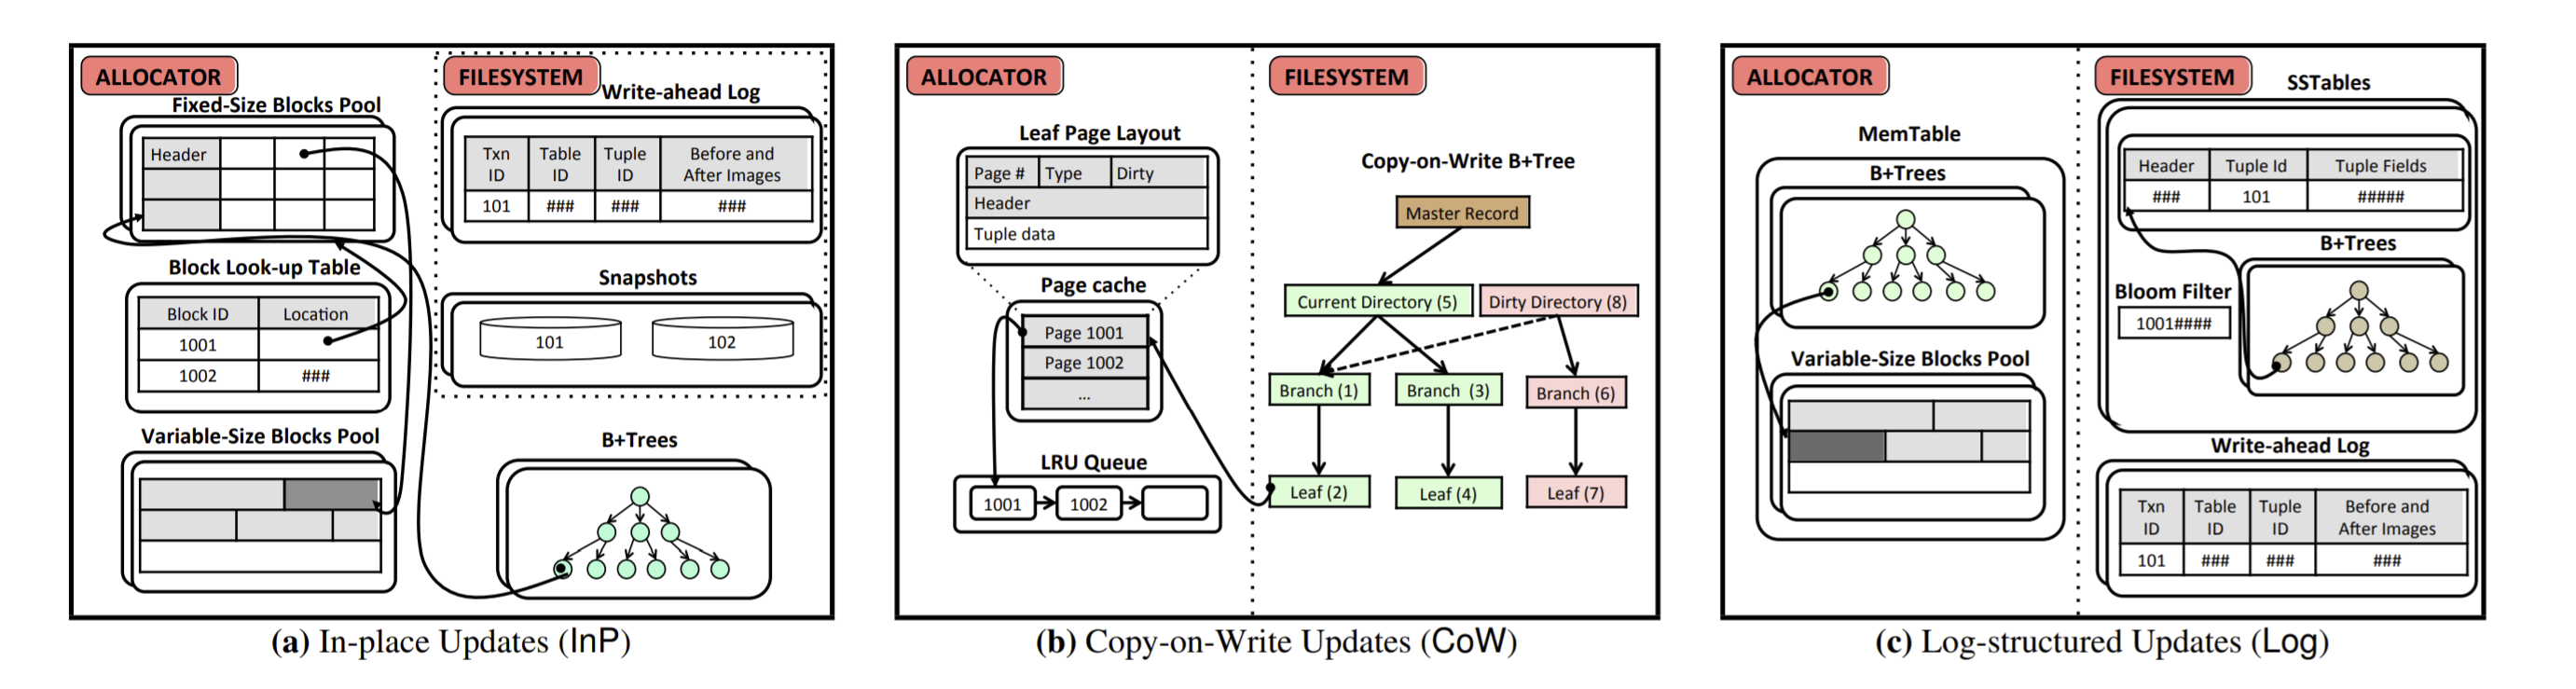 ALLOCATOR
Fixed-Size Blocks Pool
Header
Block Look-up Table
Block ID Location
1001
1002 ###
Variable-Size Blocks Pool
FILESYSTEM
Write-ahead Log
Txn ID Table ID Tuple ID Before and After Images
101 ### ### ###
Snapshots
101 102
B+Trees
(a) In-place Updates (InP)
ALLOCATOR
Leaf Page Layout
Page # Type Dirty
Header
Tuple data
Page cache
Page 1001
Page 1002
...
LRU Queue
1001 1002
FILESYSTEM
Copy-on-Write B+Tree
Master Record
Current Directory (5) Dirty Directory (8)
Branch (1) Branch (3) Branch (6)
Leaf (2) Leaf (4) Leaf (7)
(b) Copy-on-Write Updates (CoW)
ALLOCATOR
MemTable
B+Trees
Variable-Size Blocks Pool
FILESYSTEM
SSTables
Header Tuple Id Tuple Fields
### 101 #####
B+Trees
Bloom Filter
1001####
Write-ahead Log
Txn ID Table ID Tuple ID Before and After Images
101 ### ### ###
(c) Log-structured Updates (Log)